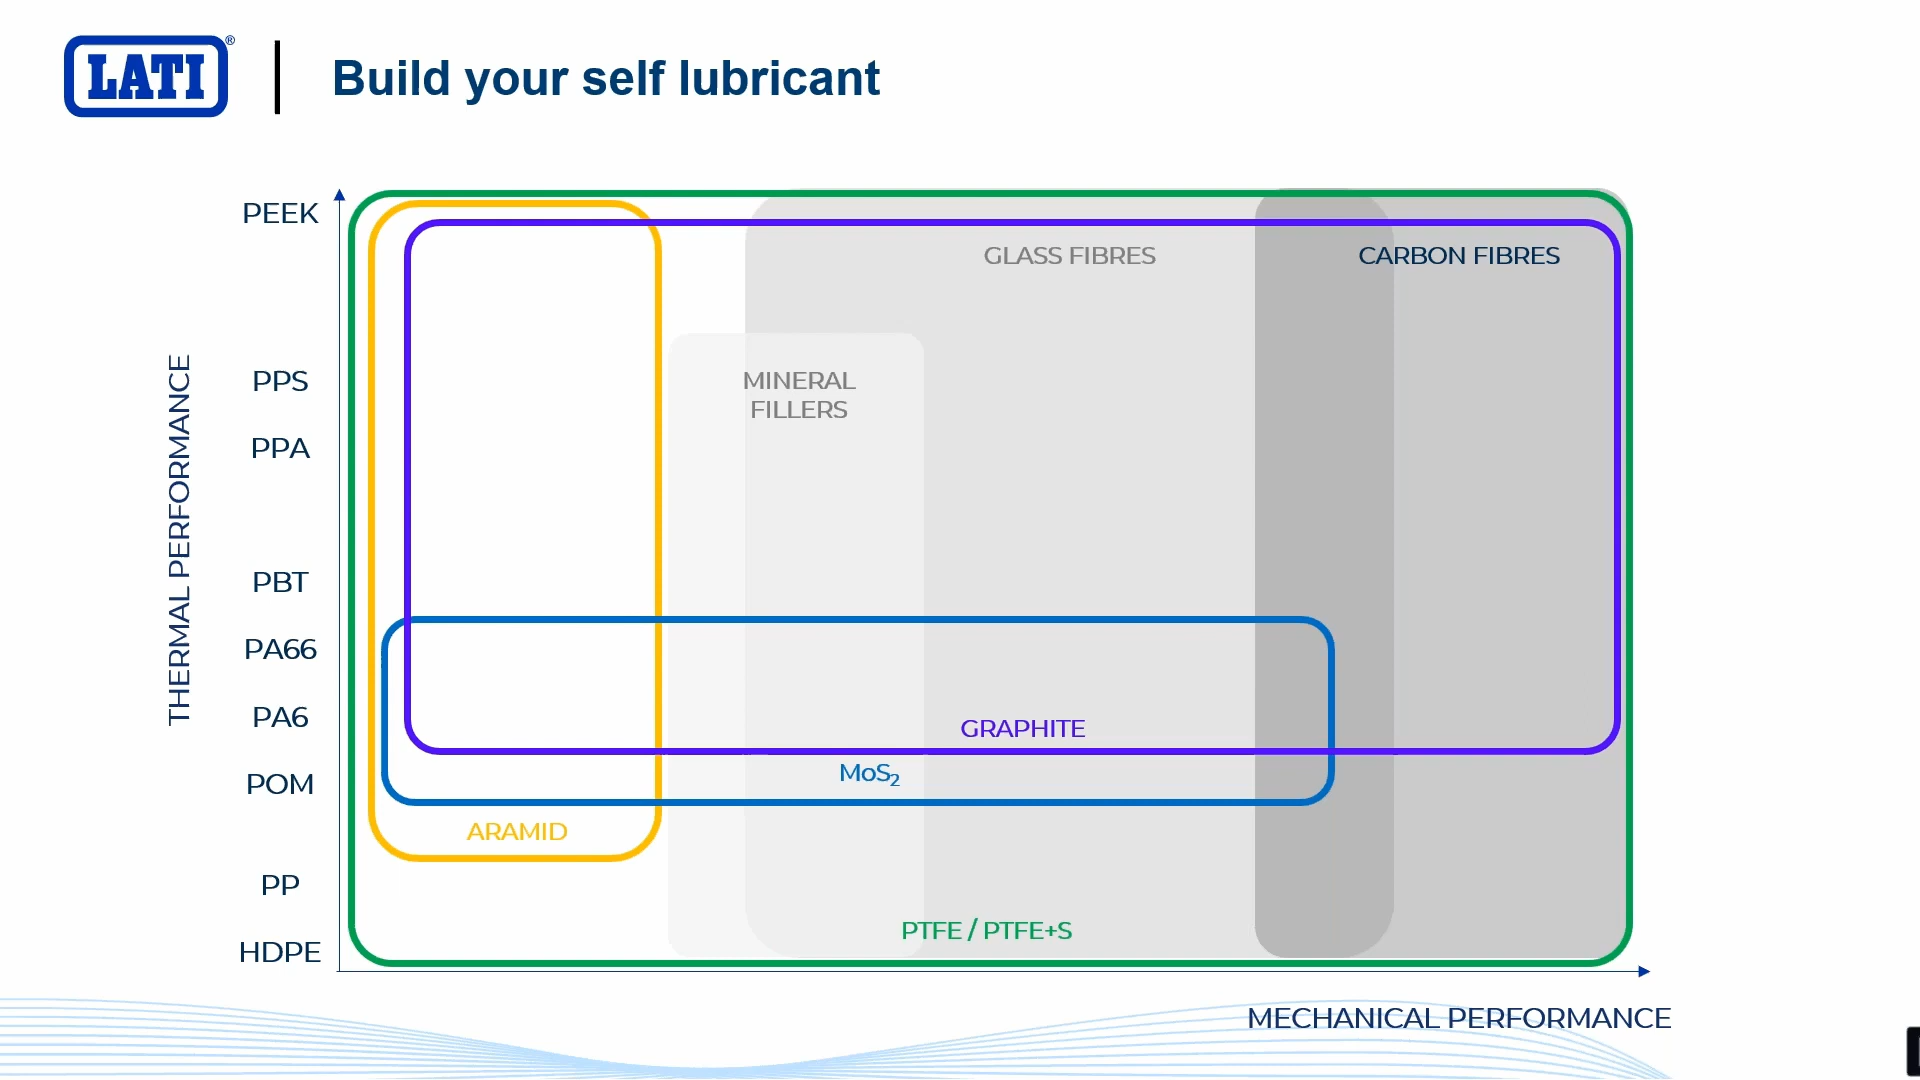 LATI®
Build your self lubricant
THERMAL PERFORMANCE
PEEK
PPS
PPA
PBT
PA66
PA6
POM
PP
HDPE
GLASS FIBRES
CARBON FIBRES
MINERAL
FILLERS
GRAPHITE
MoS₂
ARAMID
PTFE / PTFE+S
MECHANICAL PERFORMANCE